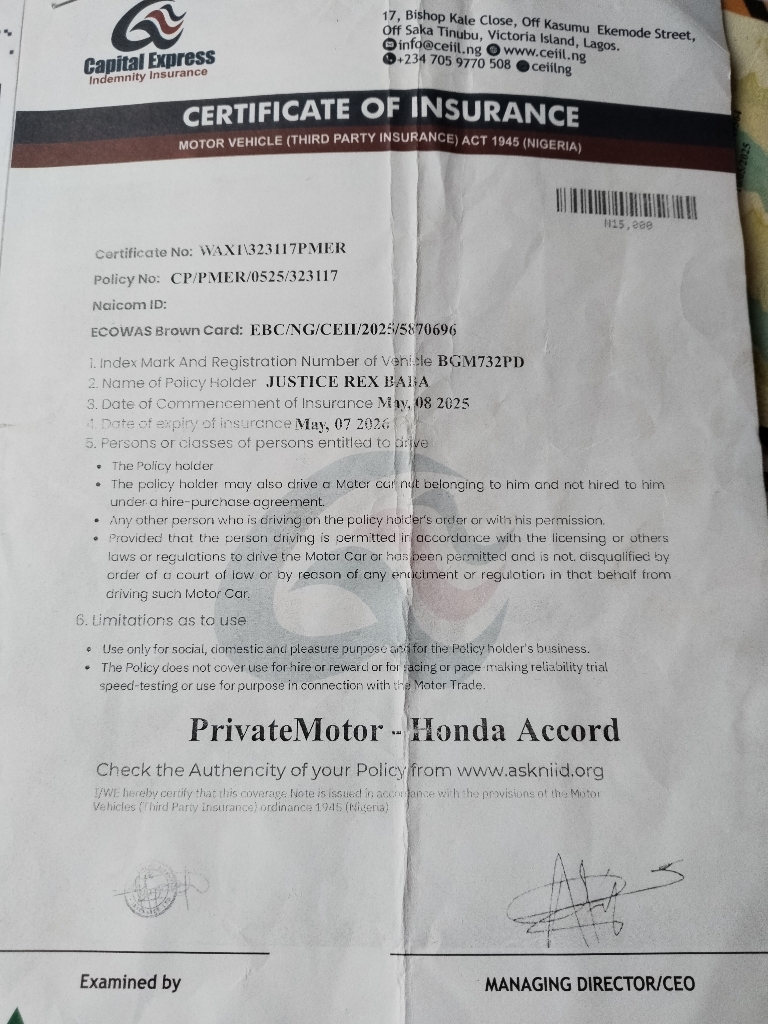 Capital Express
Indemnity Insurance
17, Bishop Kale Close, Off Kasumu Ekemode Street,
Off Saka Tinubu, Victoria Island, Lagos.
info@ceiil.ng www.ceiil.ng
+234 705 9770 508 ceiilng
CERTIFICATE OF INSURANCE
MOTOR VEHICLE (THIRD PARTY INSURANCE) ACT 1945 (NIGERIA)
N15,000
Certificate No: WAX1\323117PMER
Policy No: CP/PMER/0525/323117
Naicom ID:
ECOWAS Brown Card: EBC/NG/CEII/2025/5870696
1. Index Mark And Registration Number of Vehicle BGM732PD
2. Name of Policy Holder JUSTICE REX BABA
3. Date of Commencement of Insurance May, 08 2025
4. Date of expiry of insurance May, 07 2026
5. Persons or classes of persons entitled to drive
• The Policy holder
• The policy holder may also drive a Motor car not belonging to him and not hired to him
under a hire-purchase agreement.
• Any other person who is driving on the policy holder's order or with his permission.
• Provided that the person driving is permitted in accordance with the licensing or others
laws or regulations to drive the Motor Car or has been permitted and is not disqualified by
order of a court of law or by reason of any enactment or regulation in that behalf from
driving such Motor Car.
6. Limitations as to use
• Use only for social, domestic and pleasure purpose and for the Policy holder's business.
• The Policy does not cover use for hire or reward or for racing or pace-making reliability trial
speed-testing or use for purpose in connection with the Motor Trade.
PrivateMotor - Honda Accord
Check the Authencity of your Policy from www.askniid.org
I/WE hereby certify that this coverage Note is issued in accordance with the provisions of the Motor
Vehicles (Third Party Insurance) ordinance 1945 (Nigeria)
Examined by
MANAGING DIRECTOR/CEO